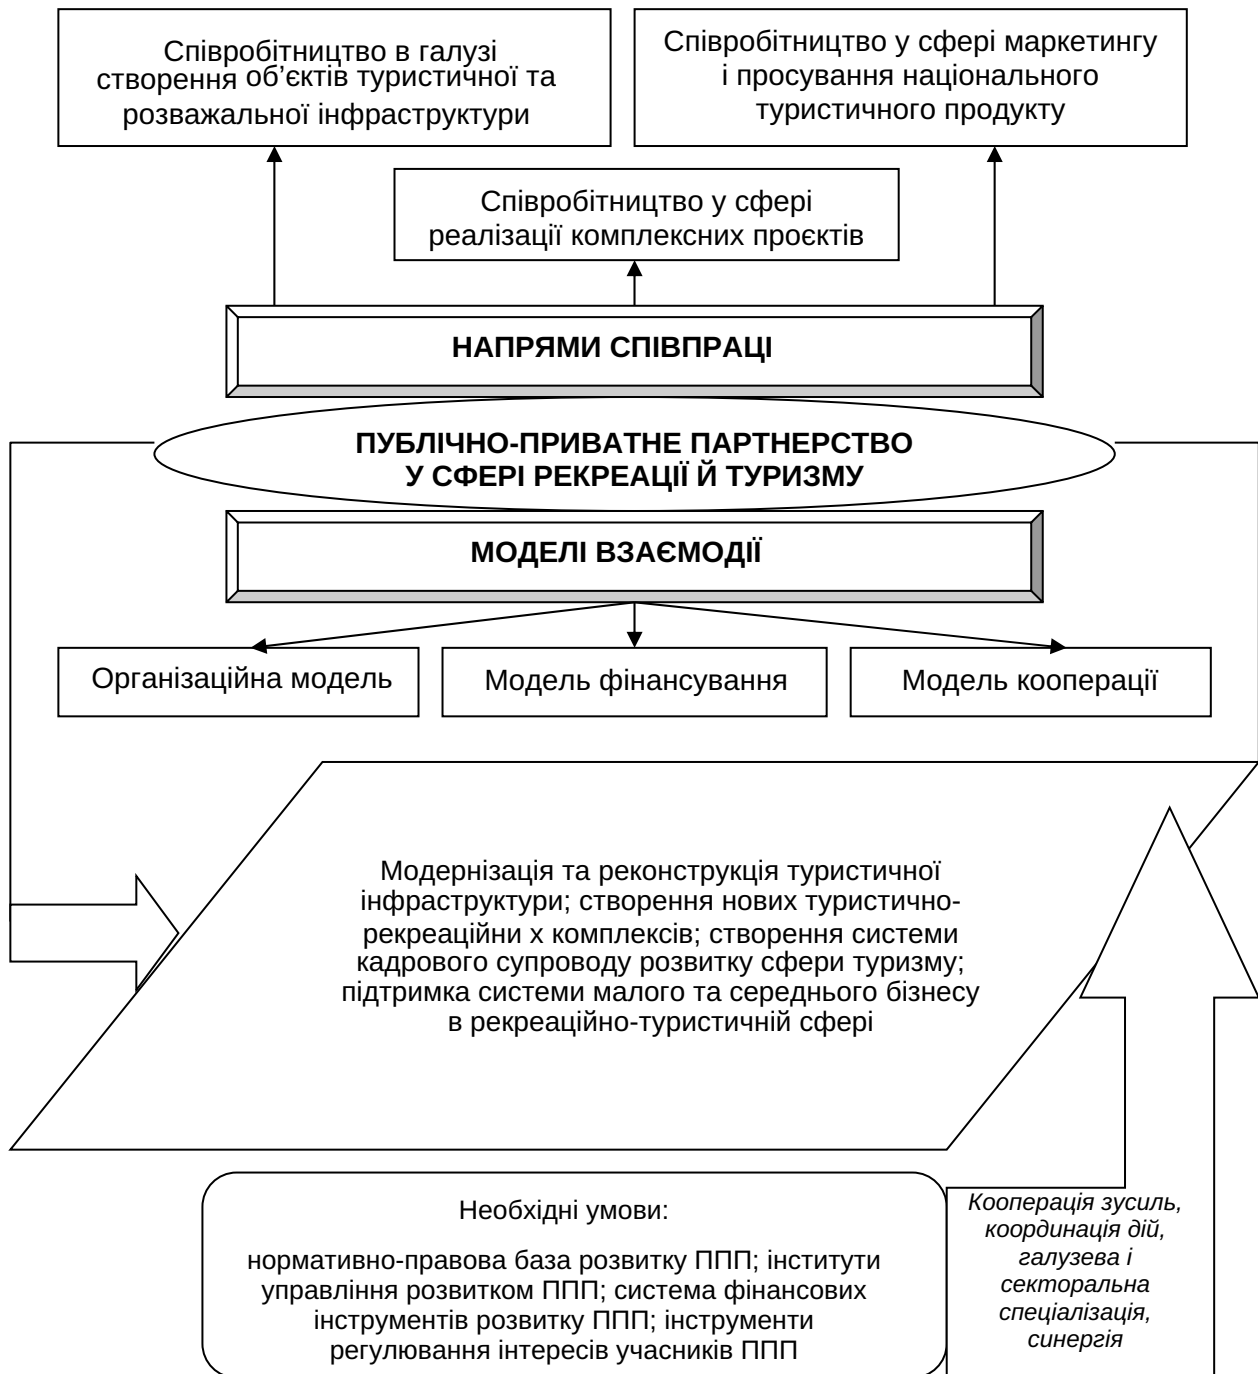 Співробітництво в галузі
створення об’єктів туристичної та
розважальної інфраструктури
Співробітництво у сфері маркетингу
і просування національного
туристичного продукту
Співробітництво у сфері
реалізації комплексних проєктів
НАПРЯМИ СПІВПРАЦІ
ПУБЛІЧНО-ПРИВАТНЕ ПАРТНЕРСТВО
У СФЕРІ РЕКРЕАЦІЇ Й ТУРИЗМУ
МОДЕЛІ ВЗАЄМОДІЇ
Організаційна модель
Модель фінансування
Модель кооперації
Модернізація та реконструкція туристичної
інфраструктури; створення нових туристично-
рекреаційни х комплексів; створення системи
кадрового супроводу розвитку сфери туризму;
підтримка системи малого та середнього бізнесу
в рекреаційно-туристичній сфері
Необхідні умови:
нормативно-правова база розвитку ППП; інститути
управління розвитком ППП; система фінансових
інструментів розвитку ППП; інструменти
регулювання інтересів учасників ППП
Кооперація зусиль,
координація дій,
галузева і
секторальна
спеціалізація,
синергія